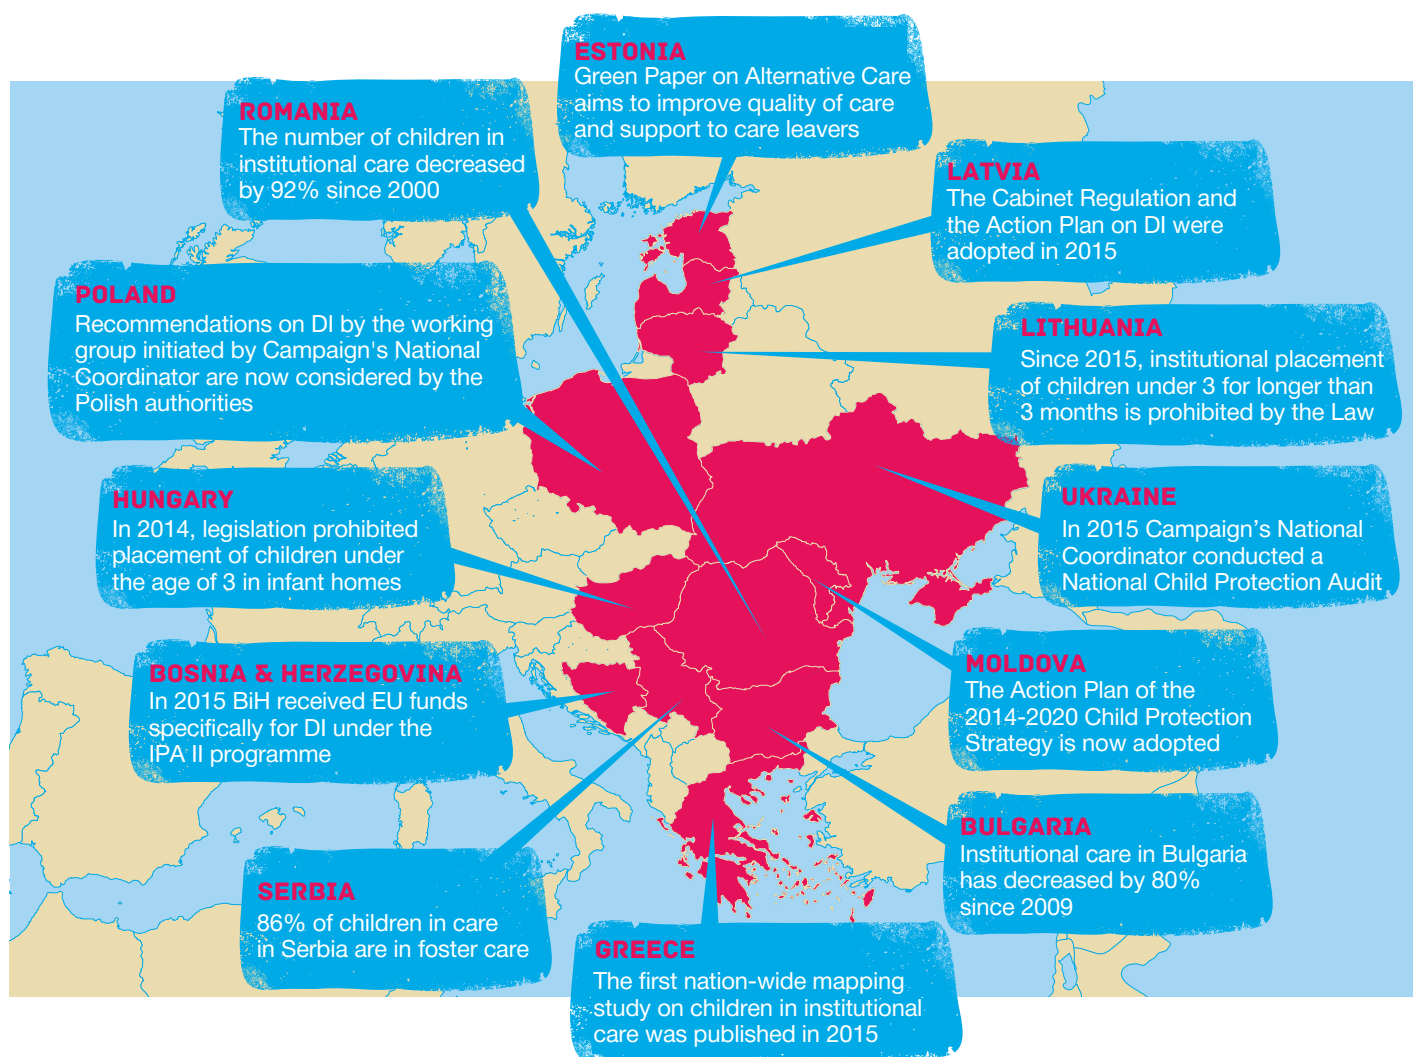 ESTONIA
Green Paper on Alternative Care
aims to improve quality of care
and support to care leavers
ROMANIA
The number of children in
institutional care decreased
by 92% since 2000
LATVIA
The Cabinet Regulation and
the Action Plan on DI were
adopted in 2015
POLAND
Recommendations on DI by the working
group initiated by Campaign's National
Coordinator are now considered by the
Polish authorities
LITHUANIA
Since 2015, institutional placement
of children under 3 for longer than
3 months is prohibited by the Law
HUNGARY
In 2014, legislation prohibited
placement of children under
the age of 3 in infant homes
UKRAINE
In 2015 Campaign’s National
Coordinator conducted a
National Child Protection Audit
BOSNIA & HERZEGOVINA
In 2015 BiH received EU funds
specifically for DI under the
IPA II programme
MOLDOVA
The Action Plan of the
2014-2020 Child Protection
Strategy is now adopted
BULGARIA
Institutional care in Bulgaria
has decreased by 80%
since 2009
SERBIA
86% of children in care
in Serbia are in foster care
GREECE
The first nation-wide mapping
study on children in institutional
care was published in 2015